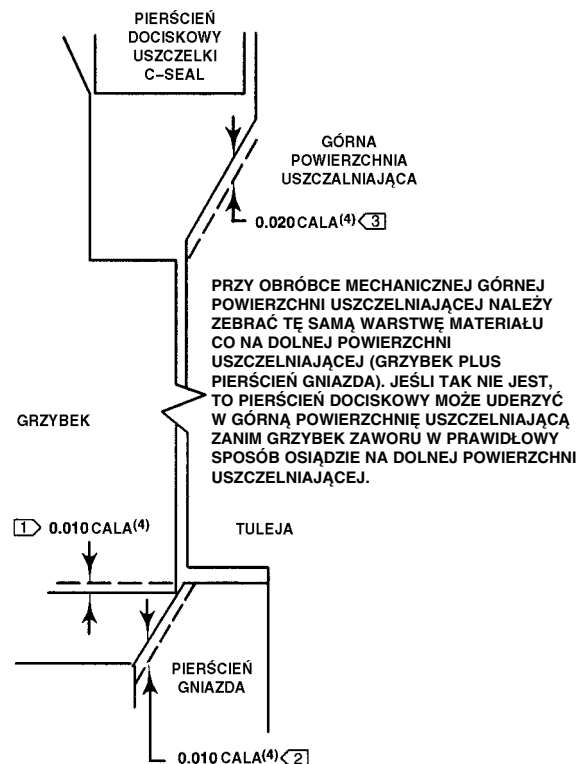 PIERŚCIEŃ
DOCISKOWY
USZCZELKI
C–SEAL
GÓRNA
POWIERZCHNIA
USZCZALNIAJĄCA
0.020 CALA(4) 3
PRZY OBRÓBCE MECHANICZNEJ GÓRNEJ
POWIERZCHNI USZCZELNIAJĄCEJ NALEŻY
ZEBRAĆ TĘ SAMĄ WARSTWĘ MATERIAŁU
CO NA DOLNEJ POWIERZCHNI
USZCZELNIAJĄCEJ (GRZYBEK PLUS
PIERŚCIEŃ GNIAZDA). JEŚLI TAK NIE JEST,
TO PIERŚCIEŃ DOCISKOWY MOŻE UDERZYĆ
W GÓRNĄ POWIERZCHNIĘ USZCZELNIAJĄCĄ
ZANIM GRZYBEK ZAWORU W PRAWIDŁOWY
SPOSÓB OSIĄDZIE NA DOLNEJ POWIERZCHNI
USZCZELNIAJĄCEJ.
GRZYBEK
1 0.010 CALA(4)
TULEJA
PIERŚCIEŃ
GNIAZDA
0.010 CALA(4) 2